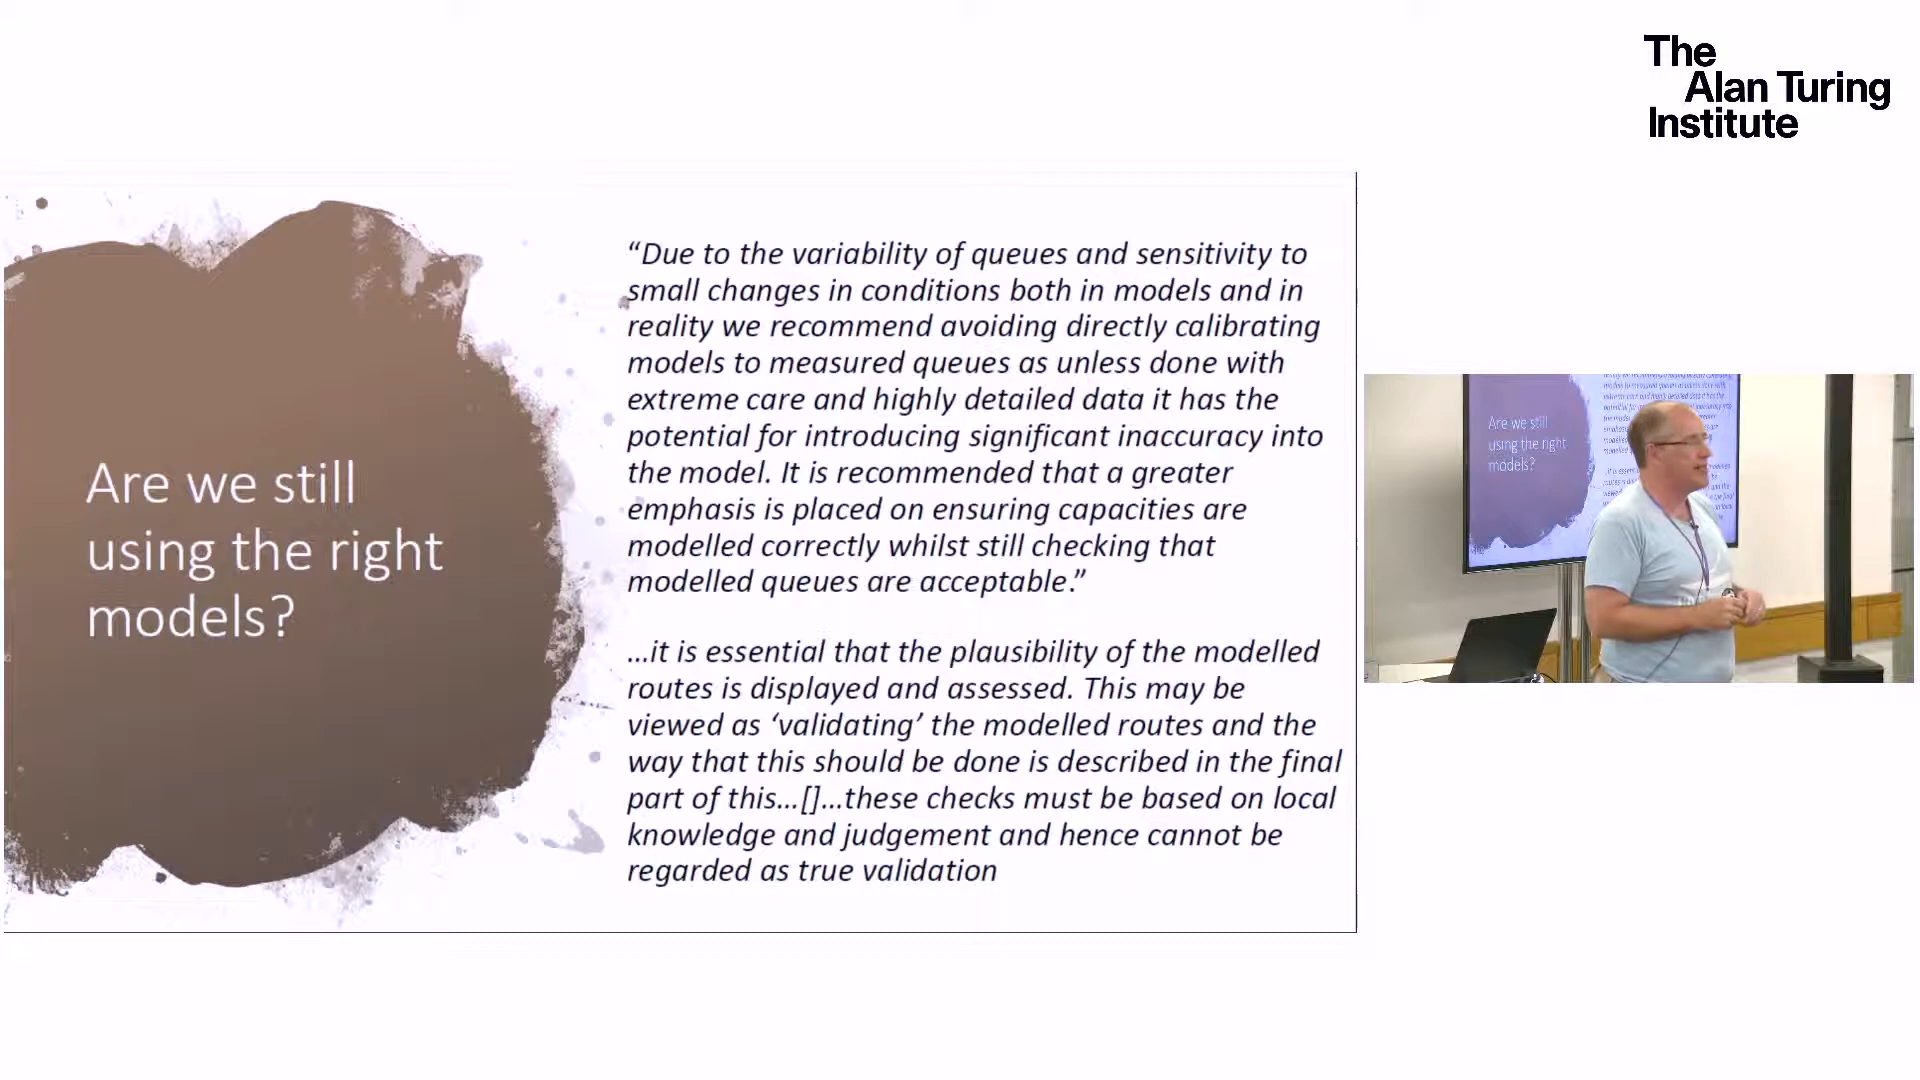 The
Alan Turing
Institute
Are we still
using the right
models?
“Due to the variability of queues and sensitivity to
small changes in conditions both in models and in
reality we recommend avoiding directly calibrating
models to measured queues as unless done with
extreme care and highly detailed data it has the
potential for introducing significant inaccuracy into
the model. It is recommended that a greater
emphasis is placed on ensuring capacities are
modelled correctly whilst still checking that
modelled queues are acceptable.”
…it is essential that the plausibility of the modelled
routes is displayed and assessed. This may be
viewed as ‘validating’ the modelled routes and the
way that this should be done is described in the final
part of this…[]…these checks must be based on local
knowledge and judgement and hence cannot be
regarded as true validation
Are we still
using the right
models?